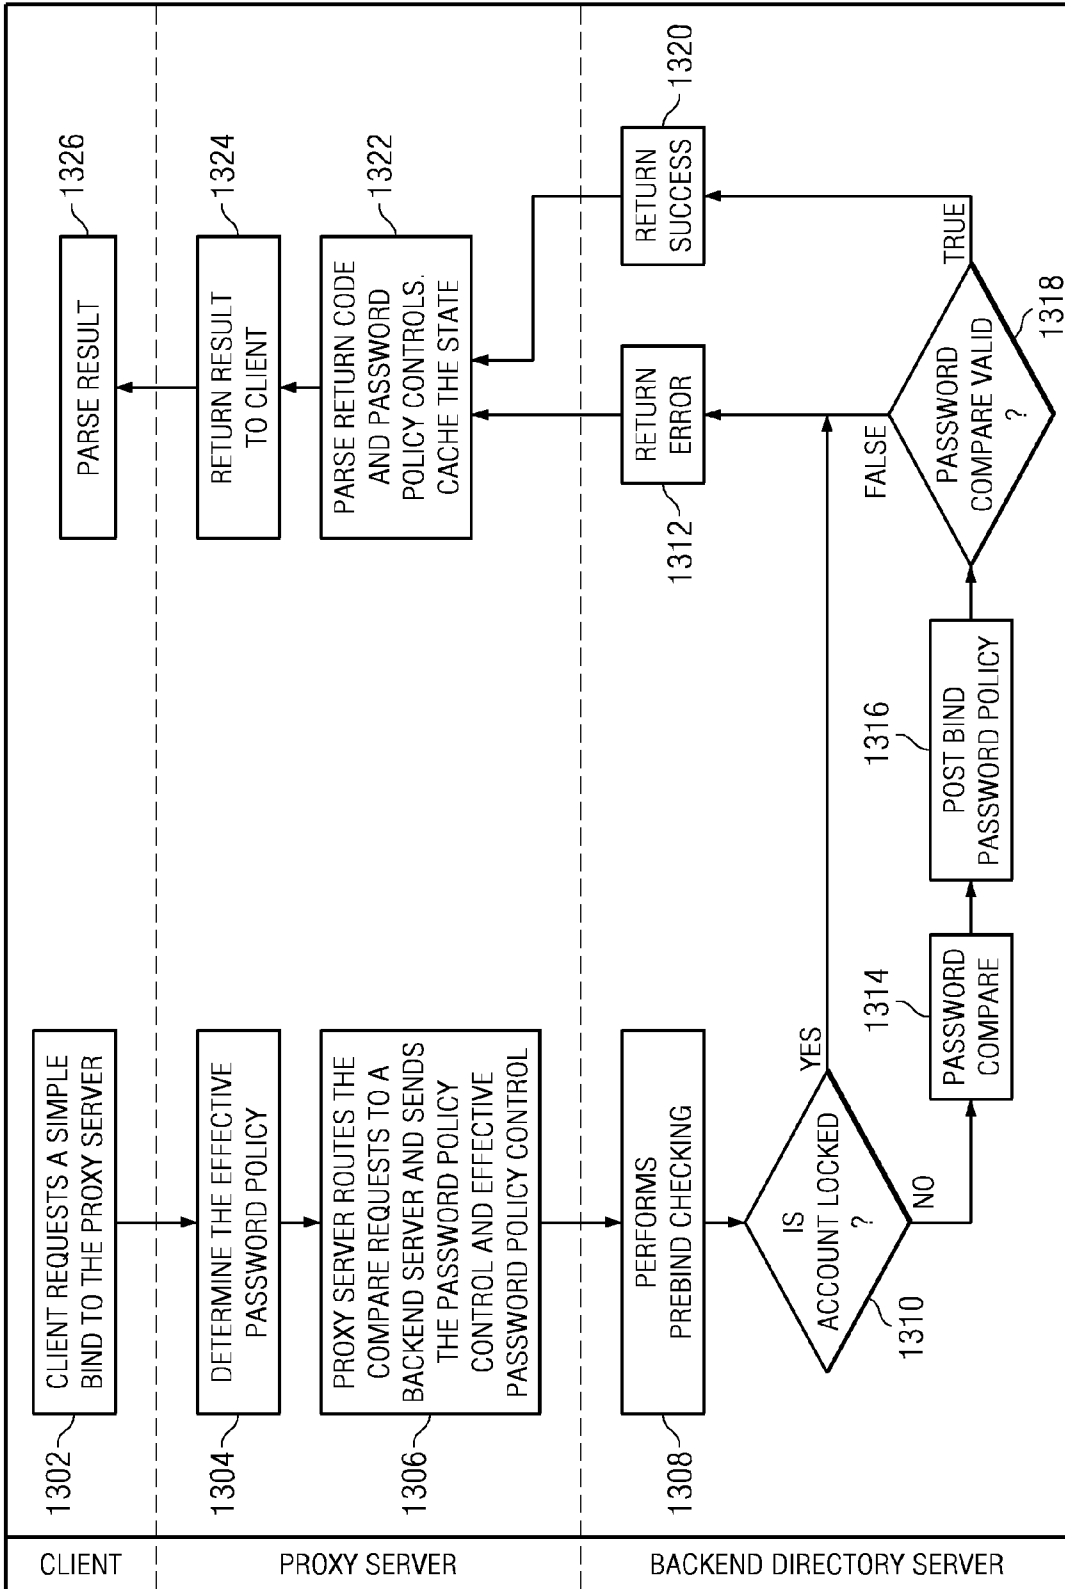 CLIENT
CLIENT REQUESTS A SIMPLE
BIND TO THE PROXY SERVER
1302
PARSE RESULT
1326
PROXY SERVER
DETERMINE THE EFFECTIVE
PASSWORD POLICY
1304
PROXY SERVER ROUTES THE
COMPARE REQUESTS TO A
BACKEND SERVER AND SENDS
THE PASSWORD POLICY
CONTROL AND EFFECTIVE
PASSWORD POLICY CONTROL
1306
RETURN RESULT
TO CLIENT
1324
PARSE RETURN CODE
AND PASSWORD
POLICY CONTROLS.
CACHE THE STATE
1322
BACKEND DIRECTORY SERVER
PERFORMS
PREBIND CHECKING
1308
IS
ACCOUNT LOCKED
?
1310
YES
NO
PASSWORD
COMPARE
1314
POST BIND
PASSWORD POLICY
1316
PASSWORD
COMPARE VALID
?
1318
FALSE
TRUE
RETURN
ERROR
1312
RETURN
SUCCESS
1320